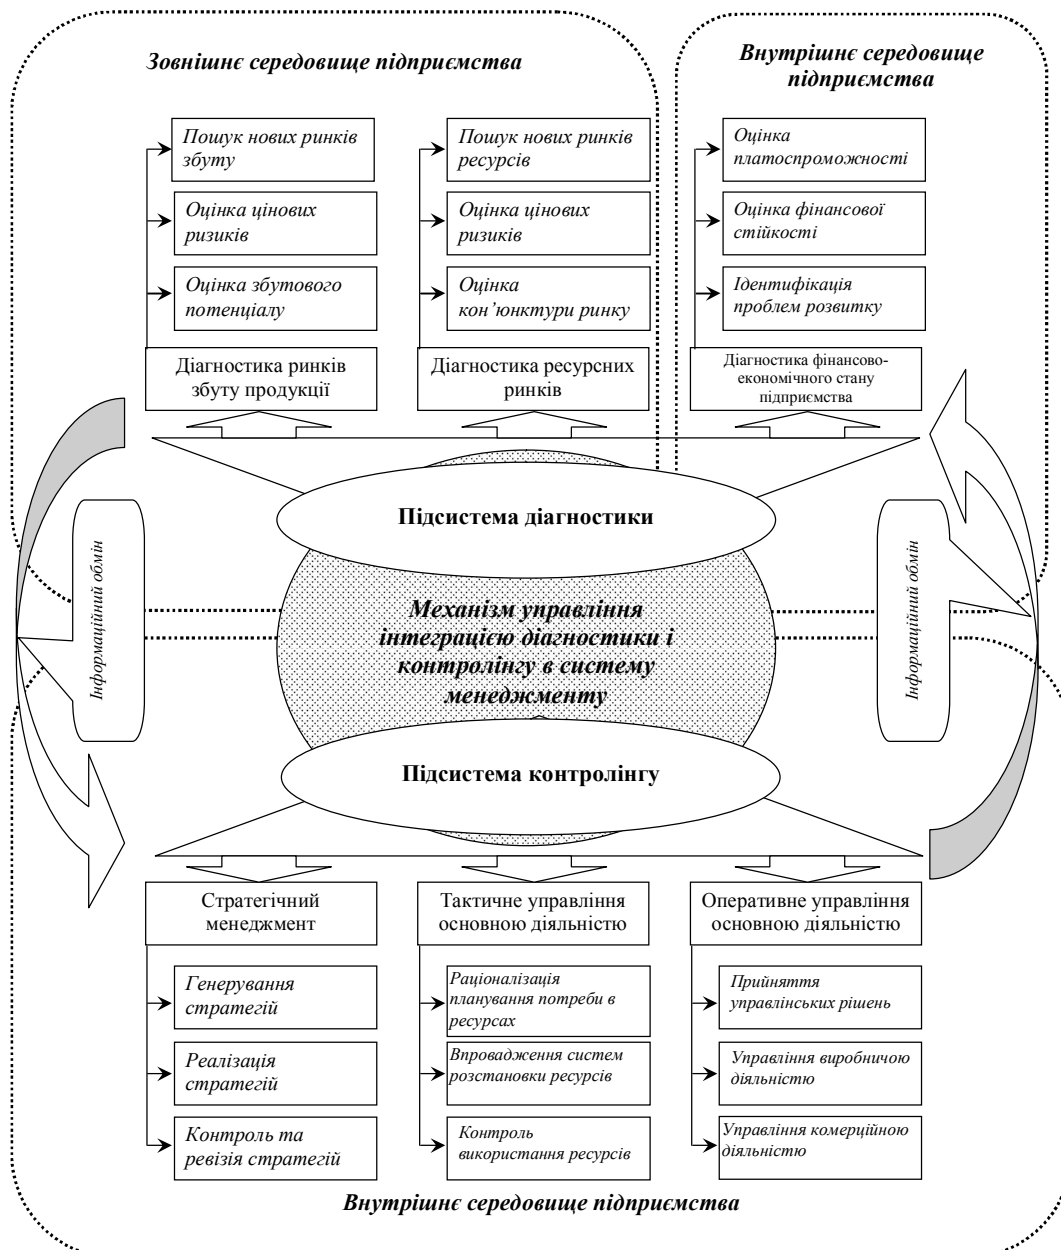 Зовнішнє середовище підприємства
Внутрішнє середовище
підприємства
Пошук нових ринків
збуту
Пошук нових ринків
ресурсів
Оцінка
платоспроможності
Оцінка цінових
ризиків
Оцінка цінових
ризиків
Оцінка фінансової
стійкості
Оцінка збутового
потенціалу
Оцінка
кон’юнктури ринку
Ідентифікація
проблем розвитку
Діагностика ринків
збуту продукції
Діагностика ресурсних
ринків
Діагностика фінансово-
економічного стану
підприємства
Підсистема діагностики
Інформаційний обмін
Механізм управління
інтеграцією діагностики і
контролінгу в систему
менеджменту
Інформаційний обмін
Підсистема контролінгу
Стратегічний
менеджмент
Тактичне управління
основною діяльністю
Оперативне управління
основною діяльністю
Генерування
стратегій
Раціоналізація
планування потреби в
ресурсах
Прийняття
управлінських рішень
Реалізація
стратегій
Впровадження систем
розстановки ресурсів
Управління виробничою
діяльністю
Контроль та
ревізія стратегій
Контроль
використання ресурсів
Управління комерційною
діяльністю
Внутрішнє середовище підприємства